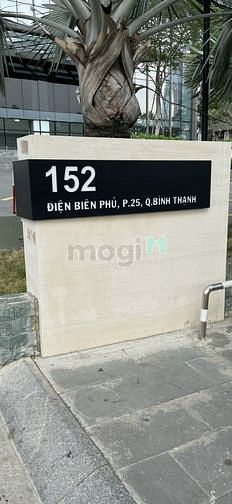 152
ĐIỆN BIÊN PHỦ, P.25, Q.BÌNH THẠNH
mogi